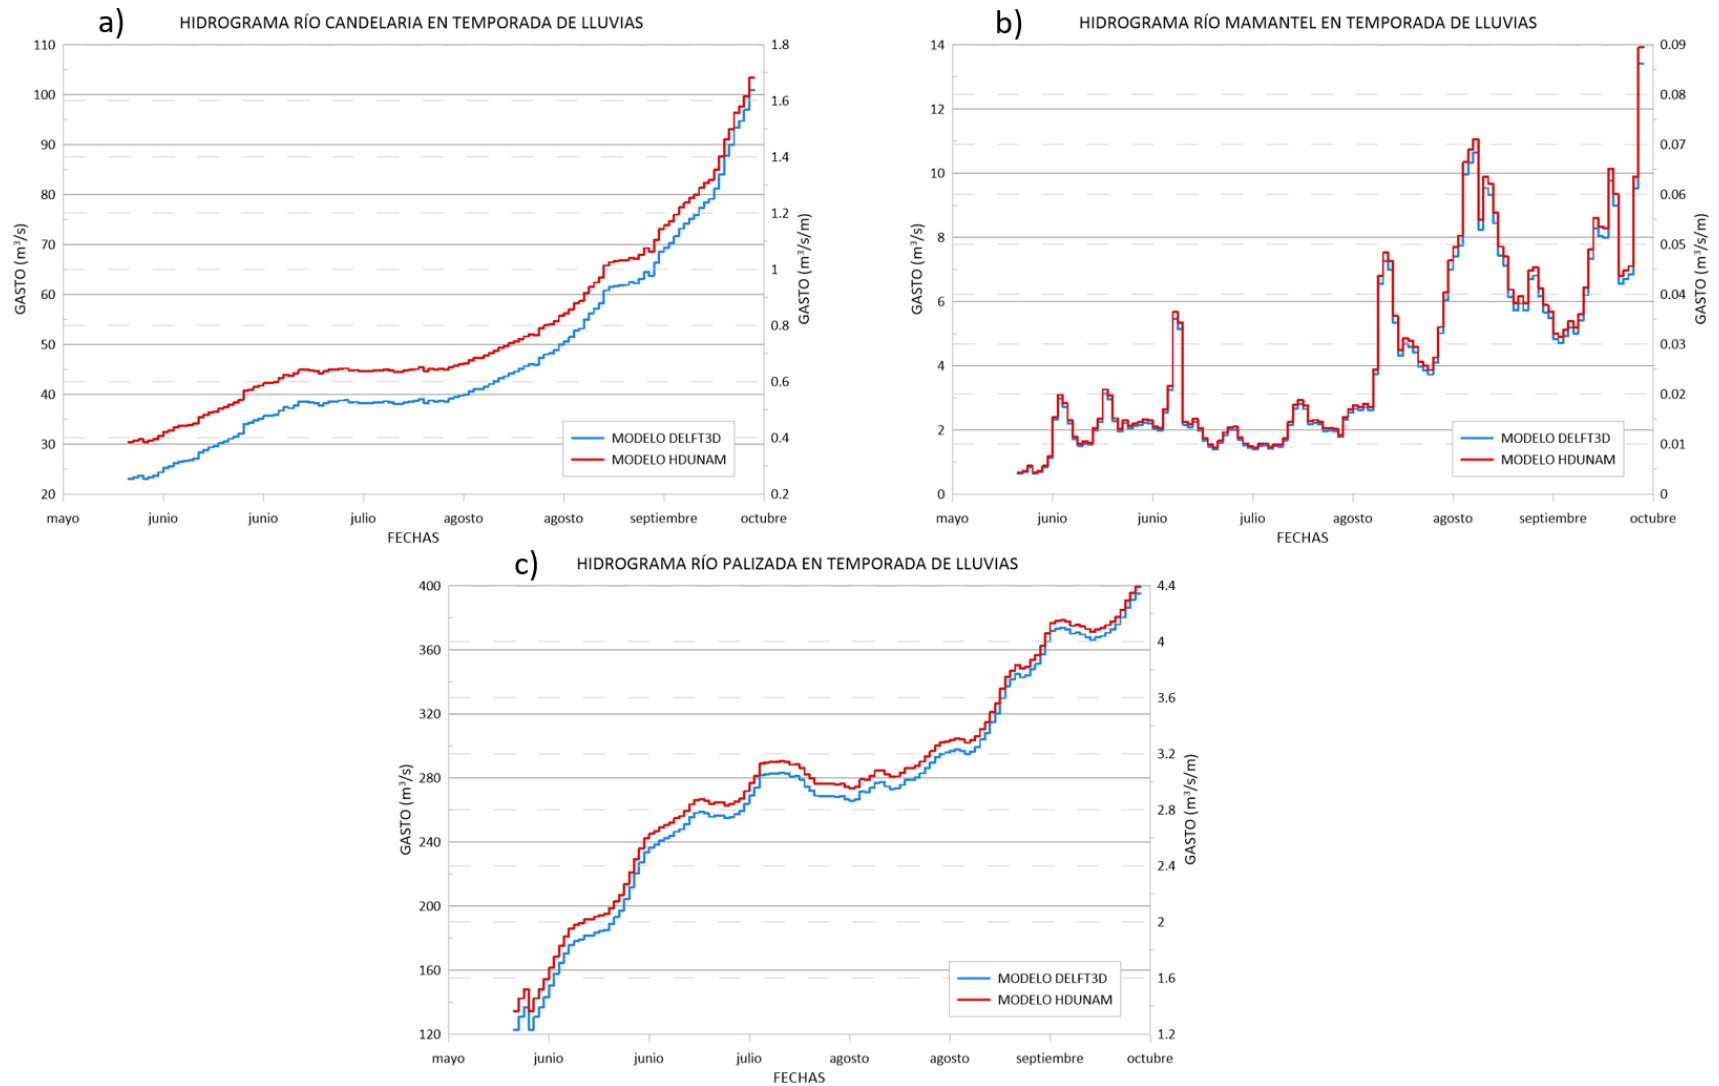 a)
HIDROGRAMA RÍO CANDELARIA EN TEMPORADA DE LLUVIAS
110
100
90
80
70
60
50
40
30
20
GASTO (m³/s)
1.8
1.6
1.4
1.2
1
0.8
0.6
0.4
0.2
GASTO (m³/s/m)
MODELO DELFT3D
MODELO HDUNAM
mayo junio junio julio agosto agosto septiembre octubre
FECHAS
b)
HIDROGRAMA RÍO MAMANTEL EN TEMPORADA DE LLUVIAS
14
12
10
8
6
4
2
0
GASTO (m³/s)
0.09
0.08
0.07
0.06
0.05
0.04
0.03
0.02
0.01
0
GASTO (m³/s/m)
MODELO DELFT3D
MODELO HDUNAM
mayo junio junio julio agosto agosto septiembre octubre
FECHAS
c)
HIDROGRAMA RÍO PALIZADA EN TEMPORADA DE LLUVIAS
400
360
320
280
240
200
160
120
GASTO (m³/s)
4.4
4
3.6
3.2
2.8
2.4
2
1.6
1.2
GASTO (m³/s/m)
MODELO DELFT3D
MODELO HDUNAM
mayo junio junio julio agosto agosto septiembre octubre
FECHAS